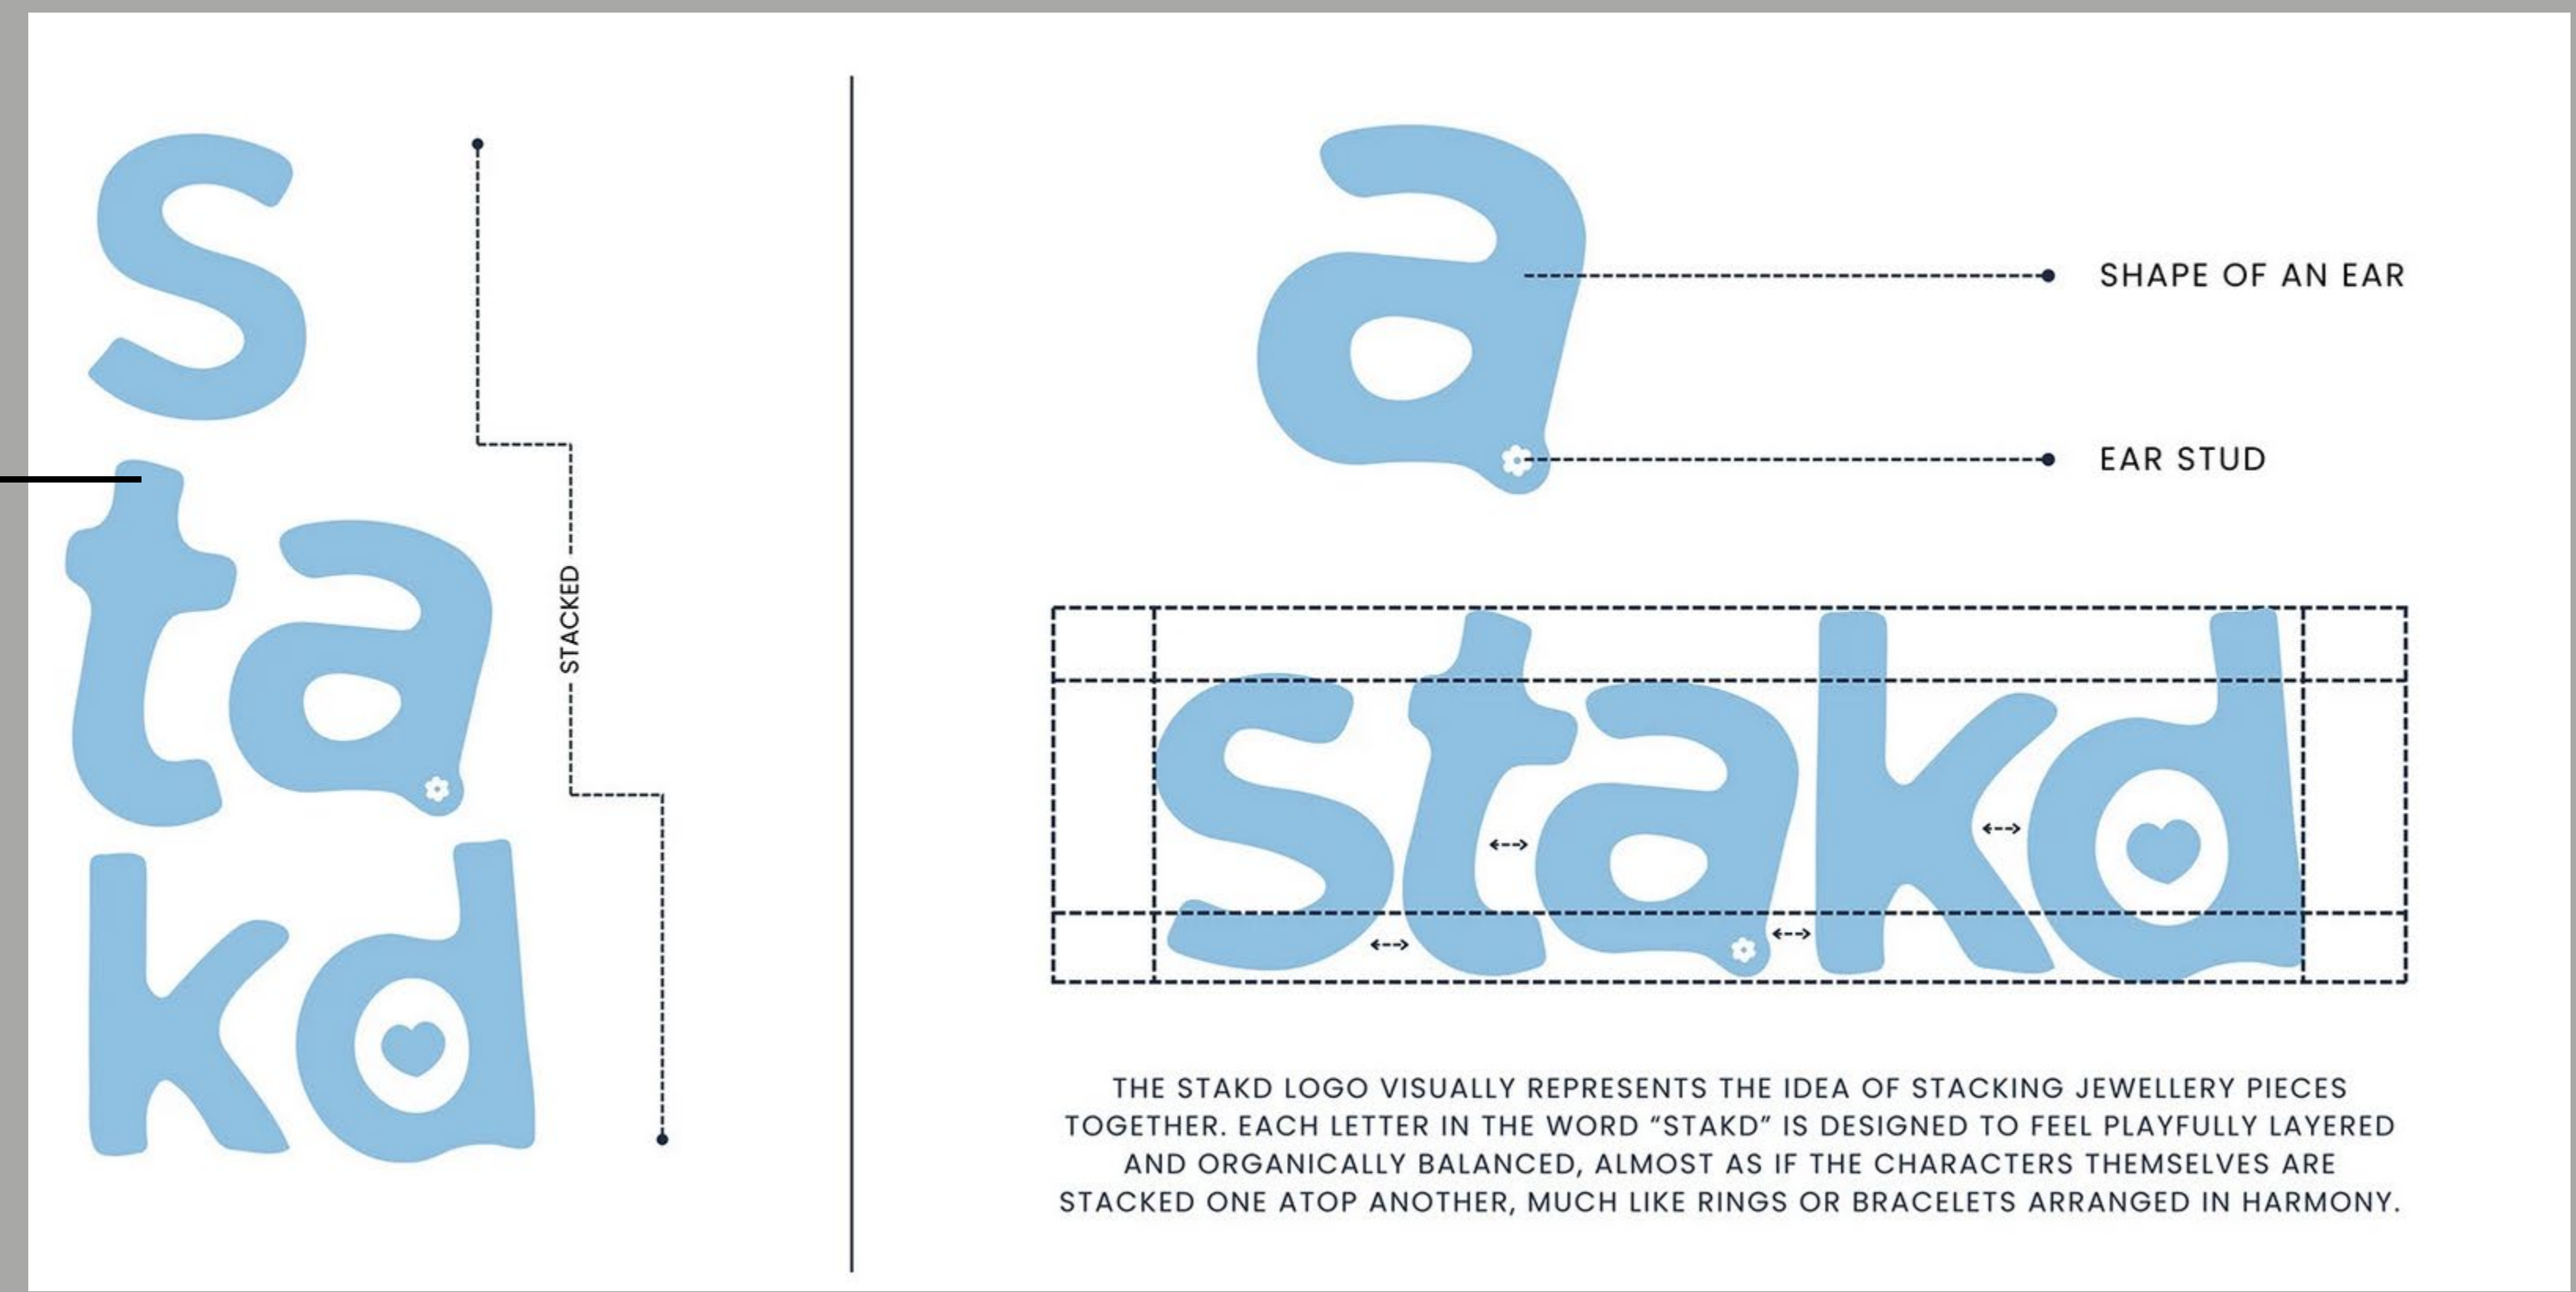 s
ta
kd
STACKED
a
SHAPE OF AN EAR
EAR STUD
stakd
THE STAKD LOGO VISUALLY REPRESENTS THE IDEA OF STACKING JEWELLERY PIECES
TOGETHER. EACH LETTER IN THE WORD “STAKD” IS DESIGNED TO FEEL PLAYFULLY LAYERED
AND ORGANICALLY BALANCED, ALMOST AS IF THE CHARACTERS THEMSELVES ARE
STACKED ONE ATOP ANOTHER, MUCH LIKE RINGS OR BRACELETS ARRANGED IN HARMONY.